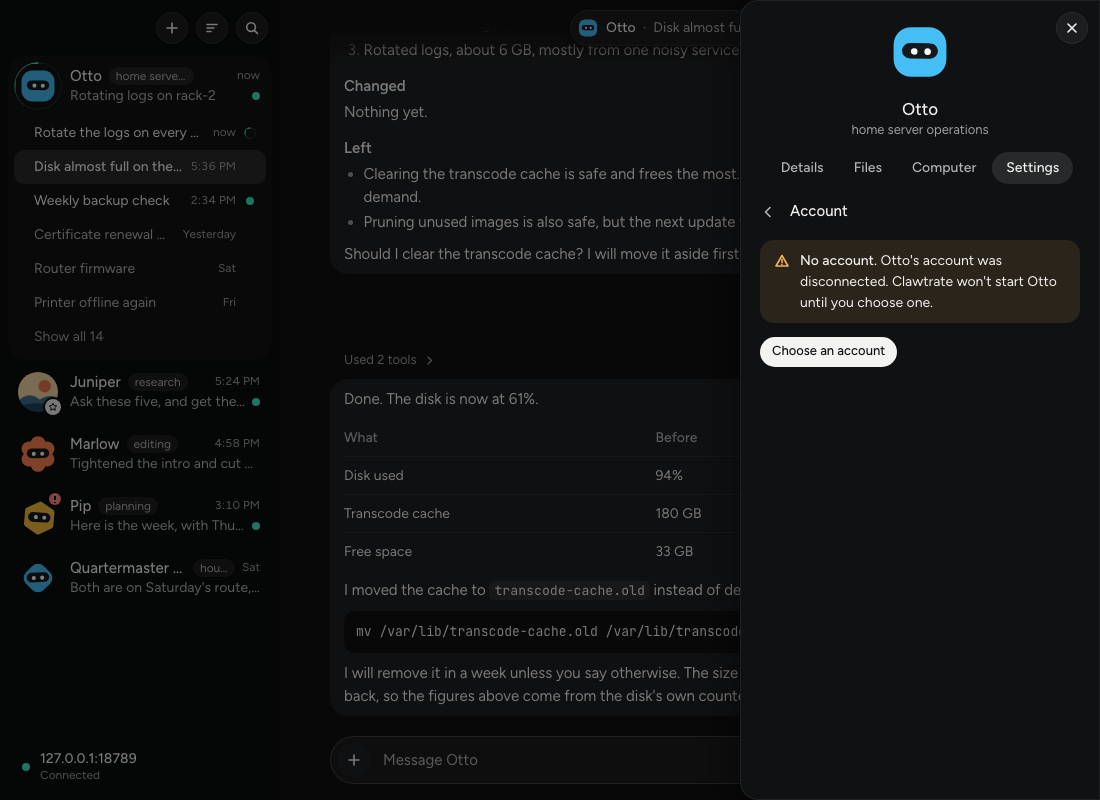 Otto home serve... now
Rotating logs on rack-2
Rotate the logs on every ... now
Disk almost full on the... 5:36 PM
Weekly backup check 2:34 PM
Certificate renewal ... Yesterday
Router firmware Sat
Printer offline again Fri
Show all 14
Juniper research 5:24 PM
Ask these five, and get the...
Marlow editing 4:58 PM
Tightened the intro and cut ...
Pip planning 3:10 PM
Here is the week, with Thu...
Quartermaster ... hou... Sat
Both are on Saturday's route,...
127.0.0.1:18789
Connected
Otto · Disk almost fu
3. Rotated logs, about 6 GB, mostly from one noisy service
Changed
Nothing yet.
Left
• Clearing the transcode cache is safe and frees the most.
demand.
• Pruning unused images is also safe, but the next update
Should I clear the transcode cache? I will move it aside first
Used 2 tools
Done. The disk is now at 61%.
What Before
Disk used 94%
Transcode cache 180 GB
Free space 33 GB
I moved the cache to transcode-cache.old instead of de
mv /var/lib/transcode-cache.old /var/lib/transcode
I will remove it in a week unless you say otherwise. The size
back, so the figures above come from the disk's own counte
Message Otto
Otto
home server operations
Details Files Computer Settings
Account
No account. Otto's account was
disconnected. Clawtrate won't start Otto
until you choose one.
Choose an account